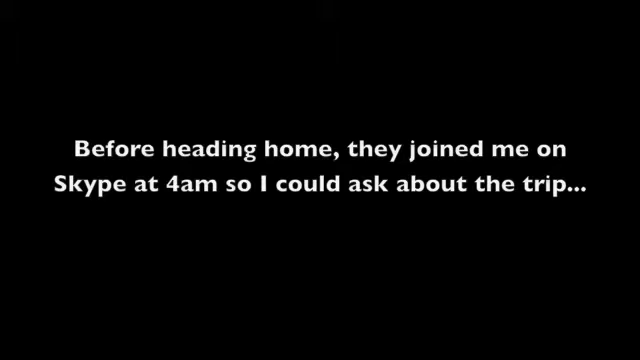 Before heading home, they joined me on
Skype at 4am so I could ask about the trip...